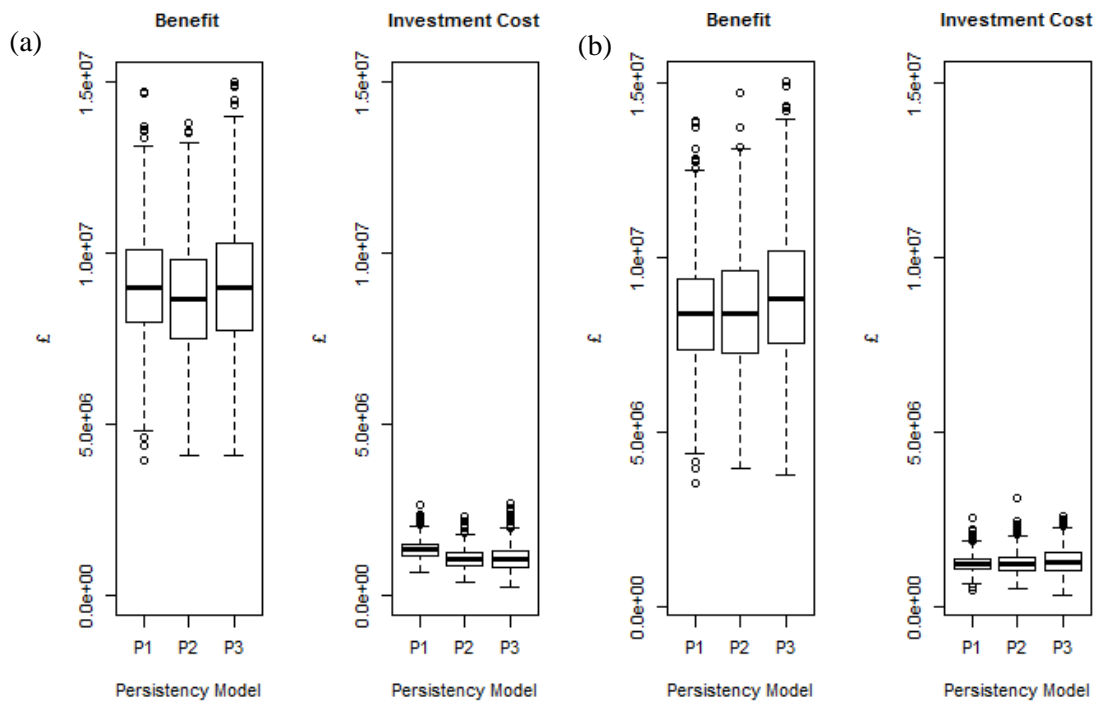 (a)
Benefit
£
0.0e+00
5.0e+06
1.0e+07
1.5e+07
P1 P2 P3
Persistency Model
Investment Cost
£
0.0e+00
5.0e+06
1.0e+07
1.5e+07
P1 P2 P3
Persistency Model
(b)
Benefit
£
0.0e+00
5.0e+06
1.0e+07
1.5e+07
P1 P2 P3
Persistency Model
Investment Cost
£
0.0e+00
5.0e+06
1.0e+07
1.5e+07
P1 P2 P3
Persistency Model